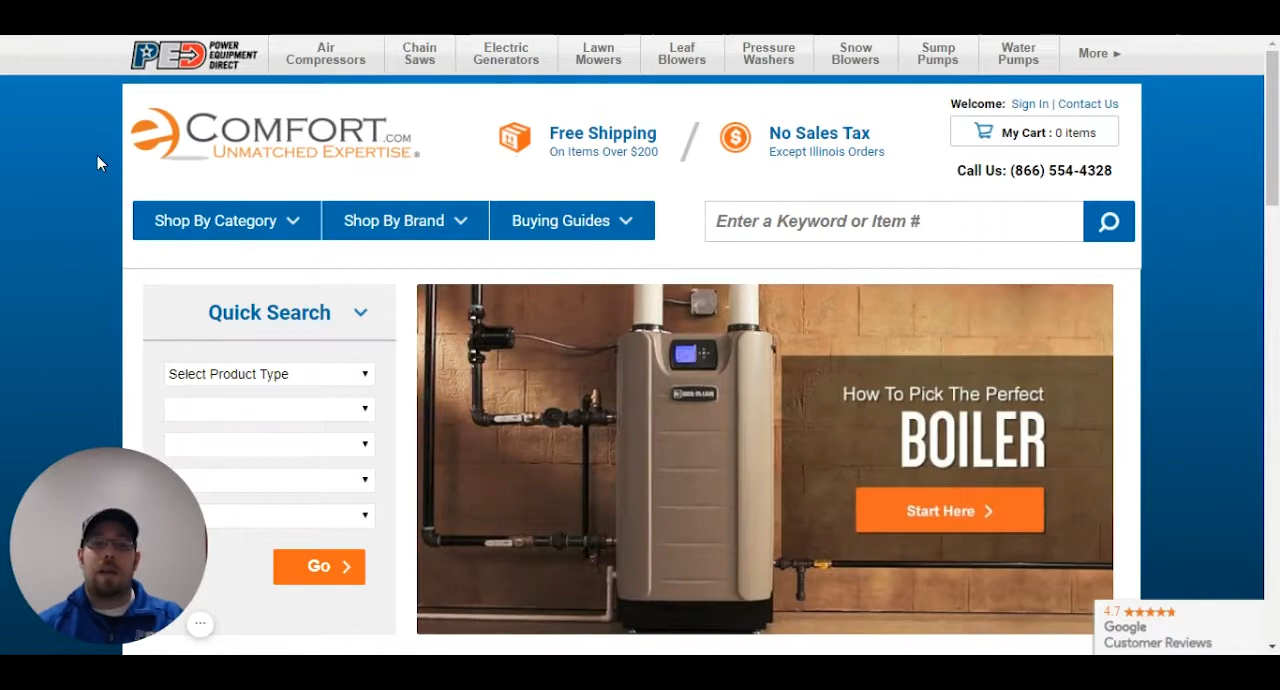 PED POWER EQUIPMENT DIRECT
Air Compressors
Chain Saws
Electric Generators
Lawn Mowers
Leaf Blowers
Pressure Washers
Snow Blowers
Sump Pumps
Water Pumps
More ►
eCOMFORT.COM
UNMATCHED EXPERTISE®
Free Shipping
On Items Over $200
No Sales Tax
Except Illinois Orders
Welcome: Sign In | Contact Us
My Cart : 0 items
Call Us: (866) 554-4328
Shop By Category
Shop By Brand
Buying Guides
Enter a Keyword or Item #
Quick Search
Select Product Type
Go
How To Pick The Perfect
BOILER
Start Here
4.7 ★★★★★
Google
Customer Reviews